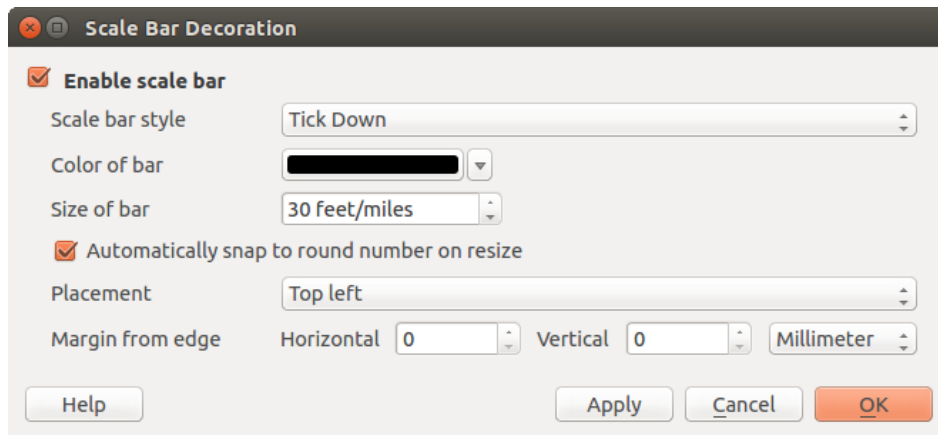 Scale Bar Decoration
Enable scale bar
Scale bar style Tick Down
Color of bar
Size of bar 30 feet/miles
Automatically snap to round number on resize
Placement Top left
Margin from edge Horizontal 0 Vertical 0 Millimeter
Help Apply Cancel OK